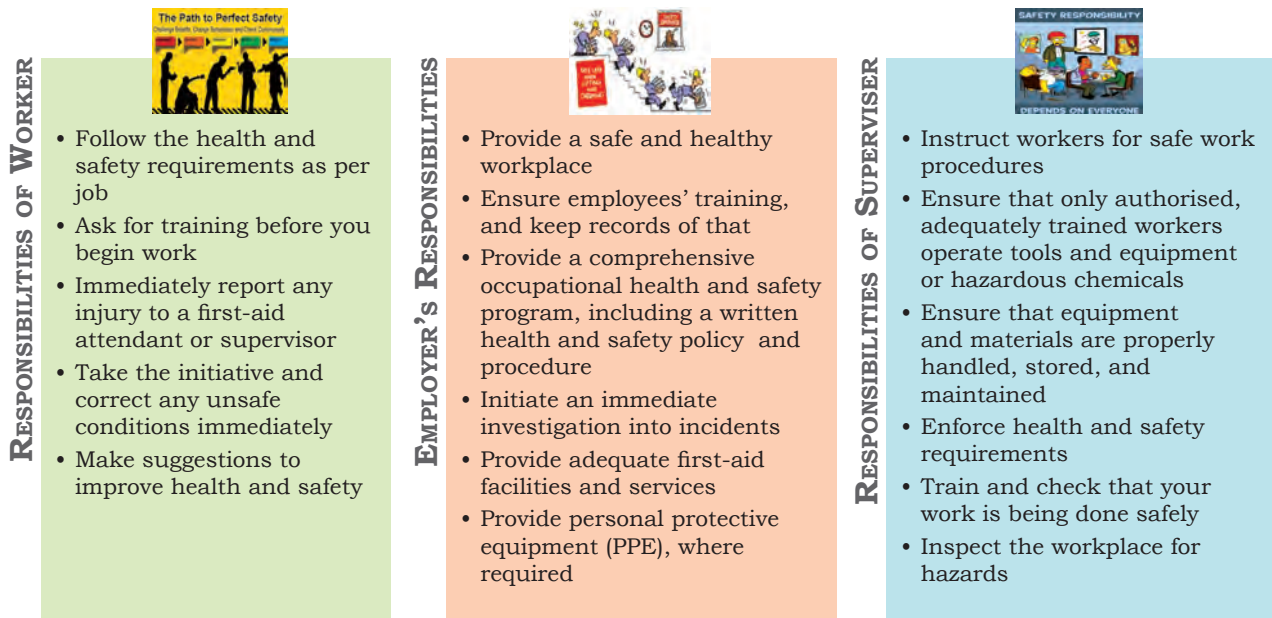 The Path to Perfect Safety
RESPONSIBILITIES OF WORKER
• Follow the health and
safety requirements as per
job
• Ask for training before you
begin work
• Immediately report any
injury to a first-aid
attendant or supervisor
• Take the initiative and
correct any unsafe
conditions immediately
• Make suggestions to
improve health and safety
EMPLOYER'S RESPONSIBILITIES
• Provide a safe and healthy
workplace
• Ensure employees' training,
and keep records of that
• Provide a comprehensive
occupational health and safety
program, including a written
health and safety policy and
procedure
• Initiate an immediate
investigation into incidents
• Provide adequate first-aid
facilities and services
• Provide personal protective
equipment (PPE), where
required
SAFETY RESPONSIBILITY
DEPENDS ON EVERYONE
RESPONSIBILITIES OF SUPERVISER
• Instruct workers for safe work
procedures
• Ensure that only authorised,
adequately trained workers
operate tools and equipment
or hazardous chemicals
• Ensure that equipment
and materials are properly
handled, stored, and
maintained
• Enforce health and safety
requirements
• Train and check that your
work is being done safely
• Inspect the workplace for
hazards